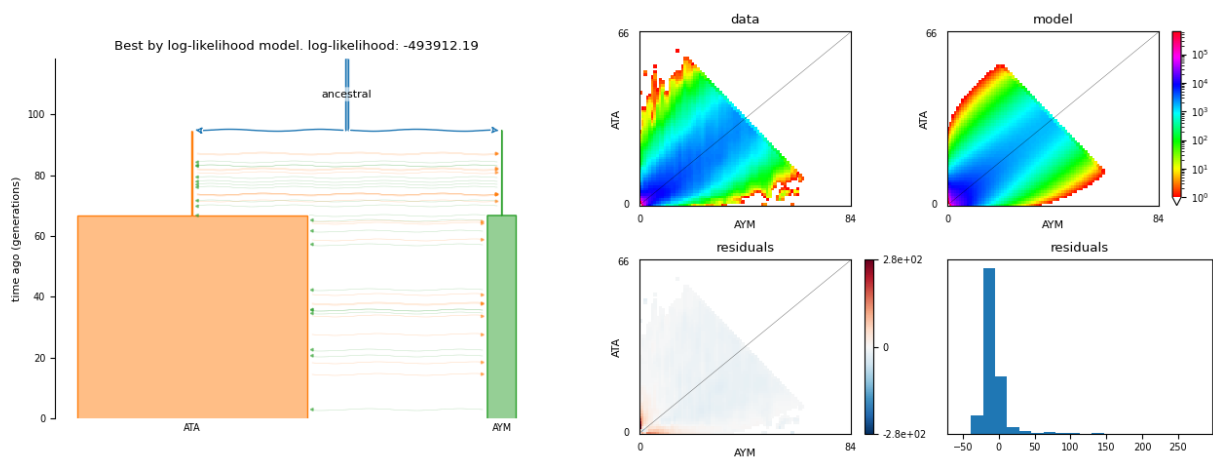 Best by log-likelihood model. log-likelihood: -493912.19
ancestral
time ago (generations)
100
80
60
40
20
0
ATA
AYM
data
66
ATA
0
0
AYM
84
model
66
ATA
0
0
AYM
84
10^5
10^4
10^3
10^2
10^1
10^0
residuals
66
ATA
0
0
AYM
84
2.8e+02
0
-2.8e+02
residuals
-50 0 50 100 150 200 250